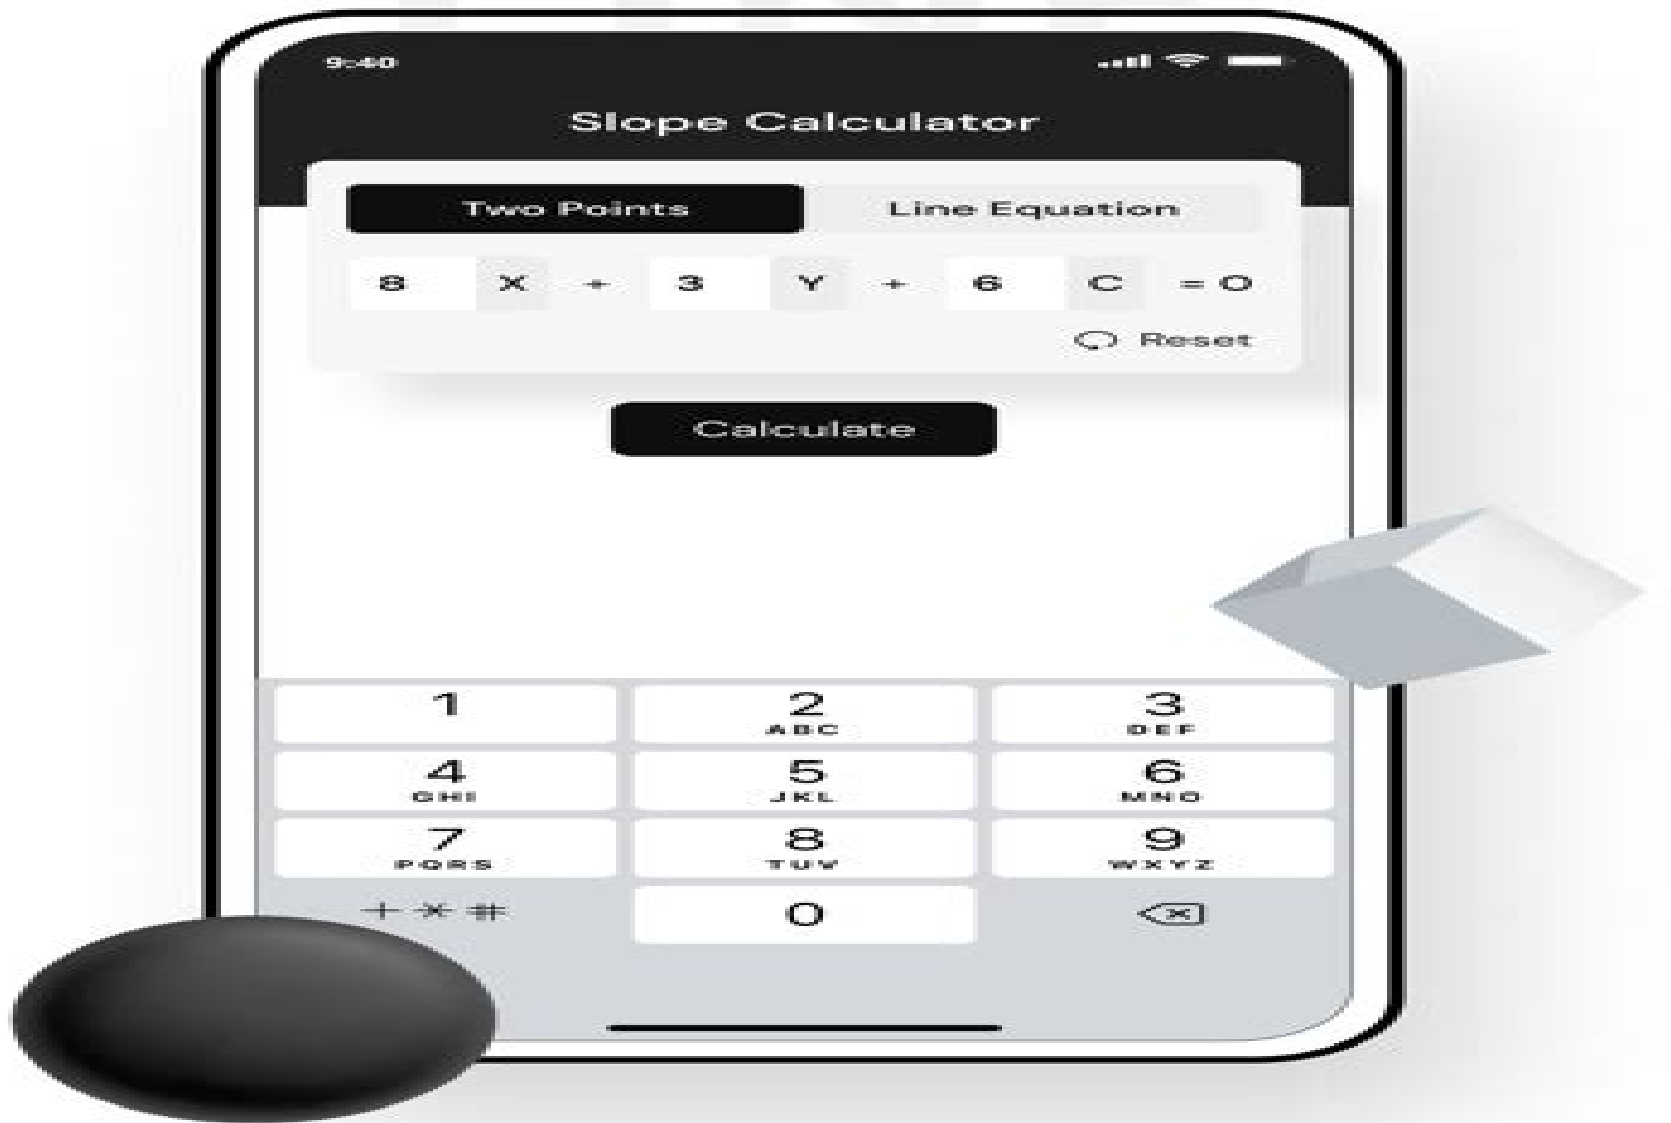 9:40
Slope Calculator
Two Points Line Equation
8 X + 3 Y + 6 C = 0
Reset
Calculate
1 2 3
ABC DEF
4 5 6
GHI JKL MNO
7 8 9
PQRS TUV WXYZ
+ * # 0